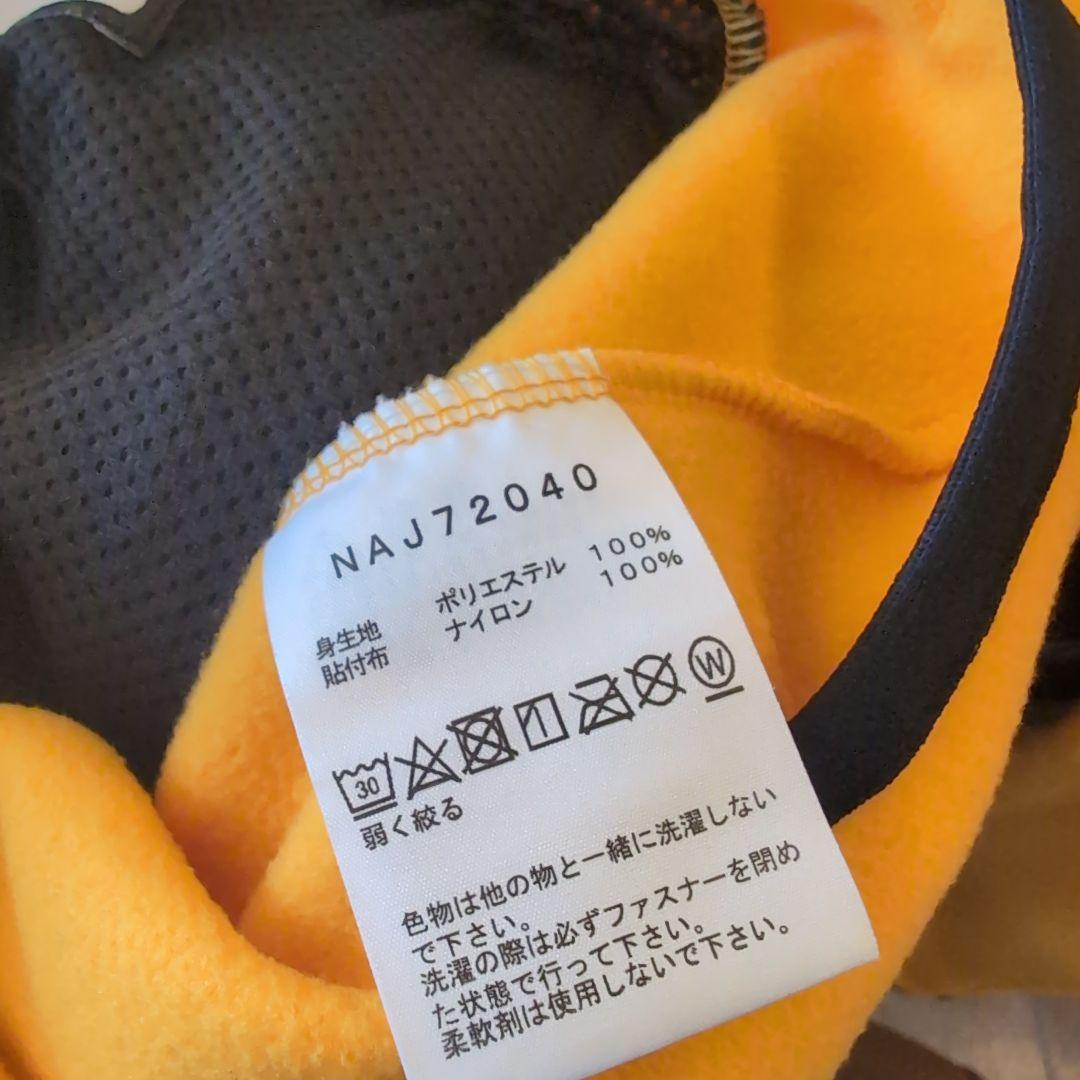 NAJ72040
身生地 ポリエステル 100%
貼付布 ナイロン 100%
30 W
弱く絞る
色物は他の物と一緒に洗濯しない
で下さい。
洗濯の際は必ずファスナーを閉め
た状態で行って下さい。
柔軟剤は使用しないで下さい。